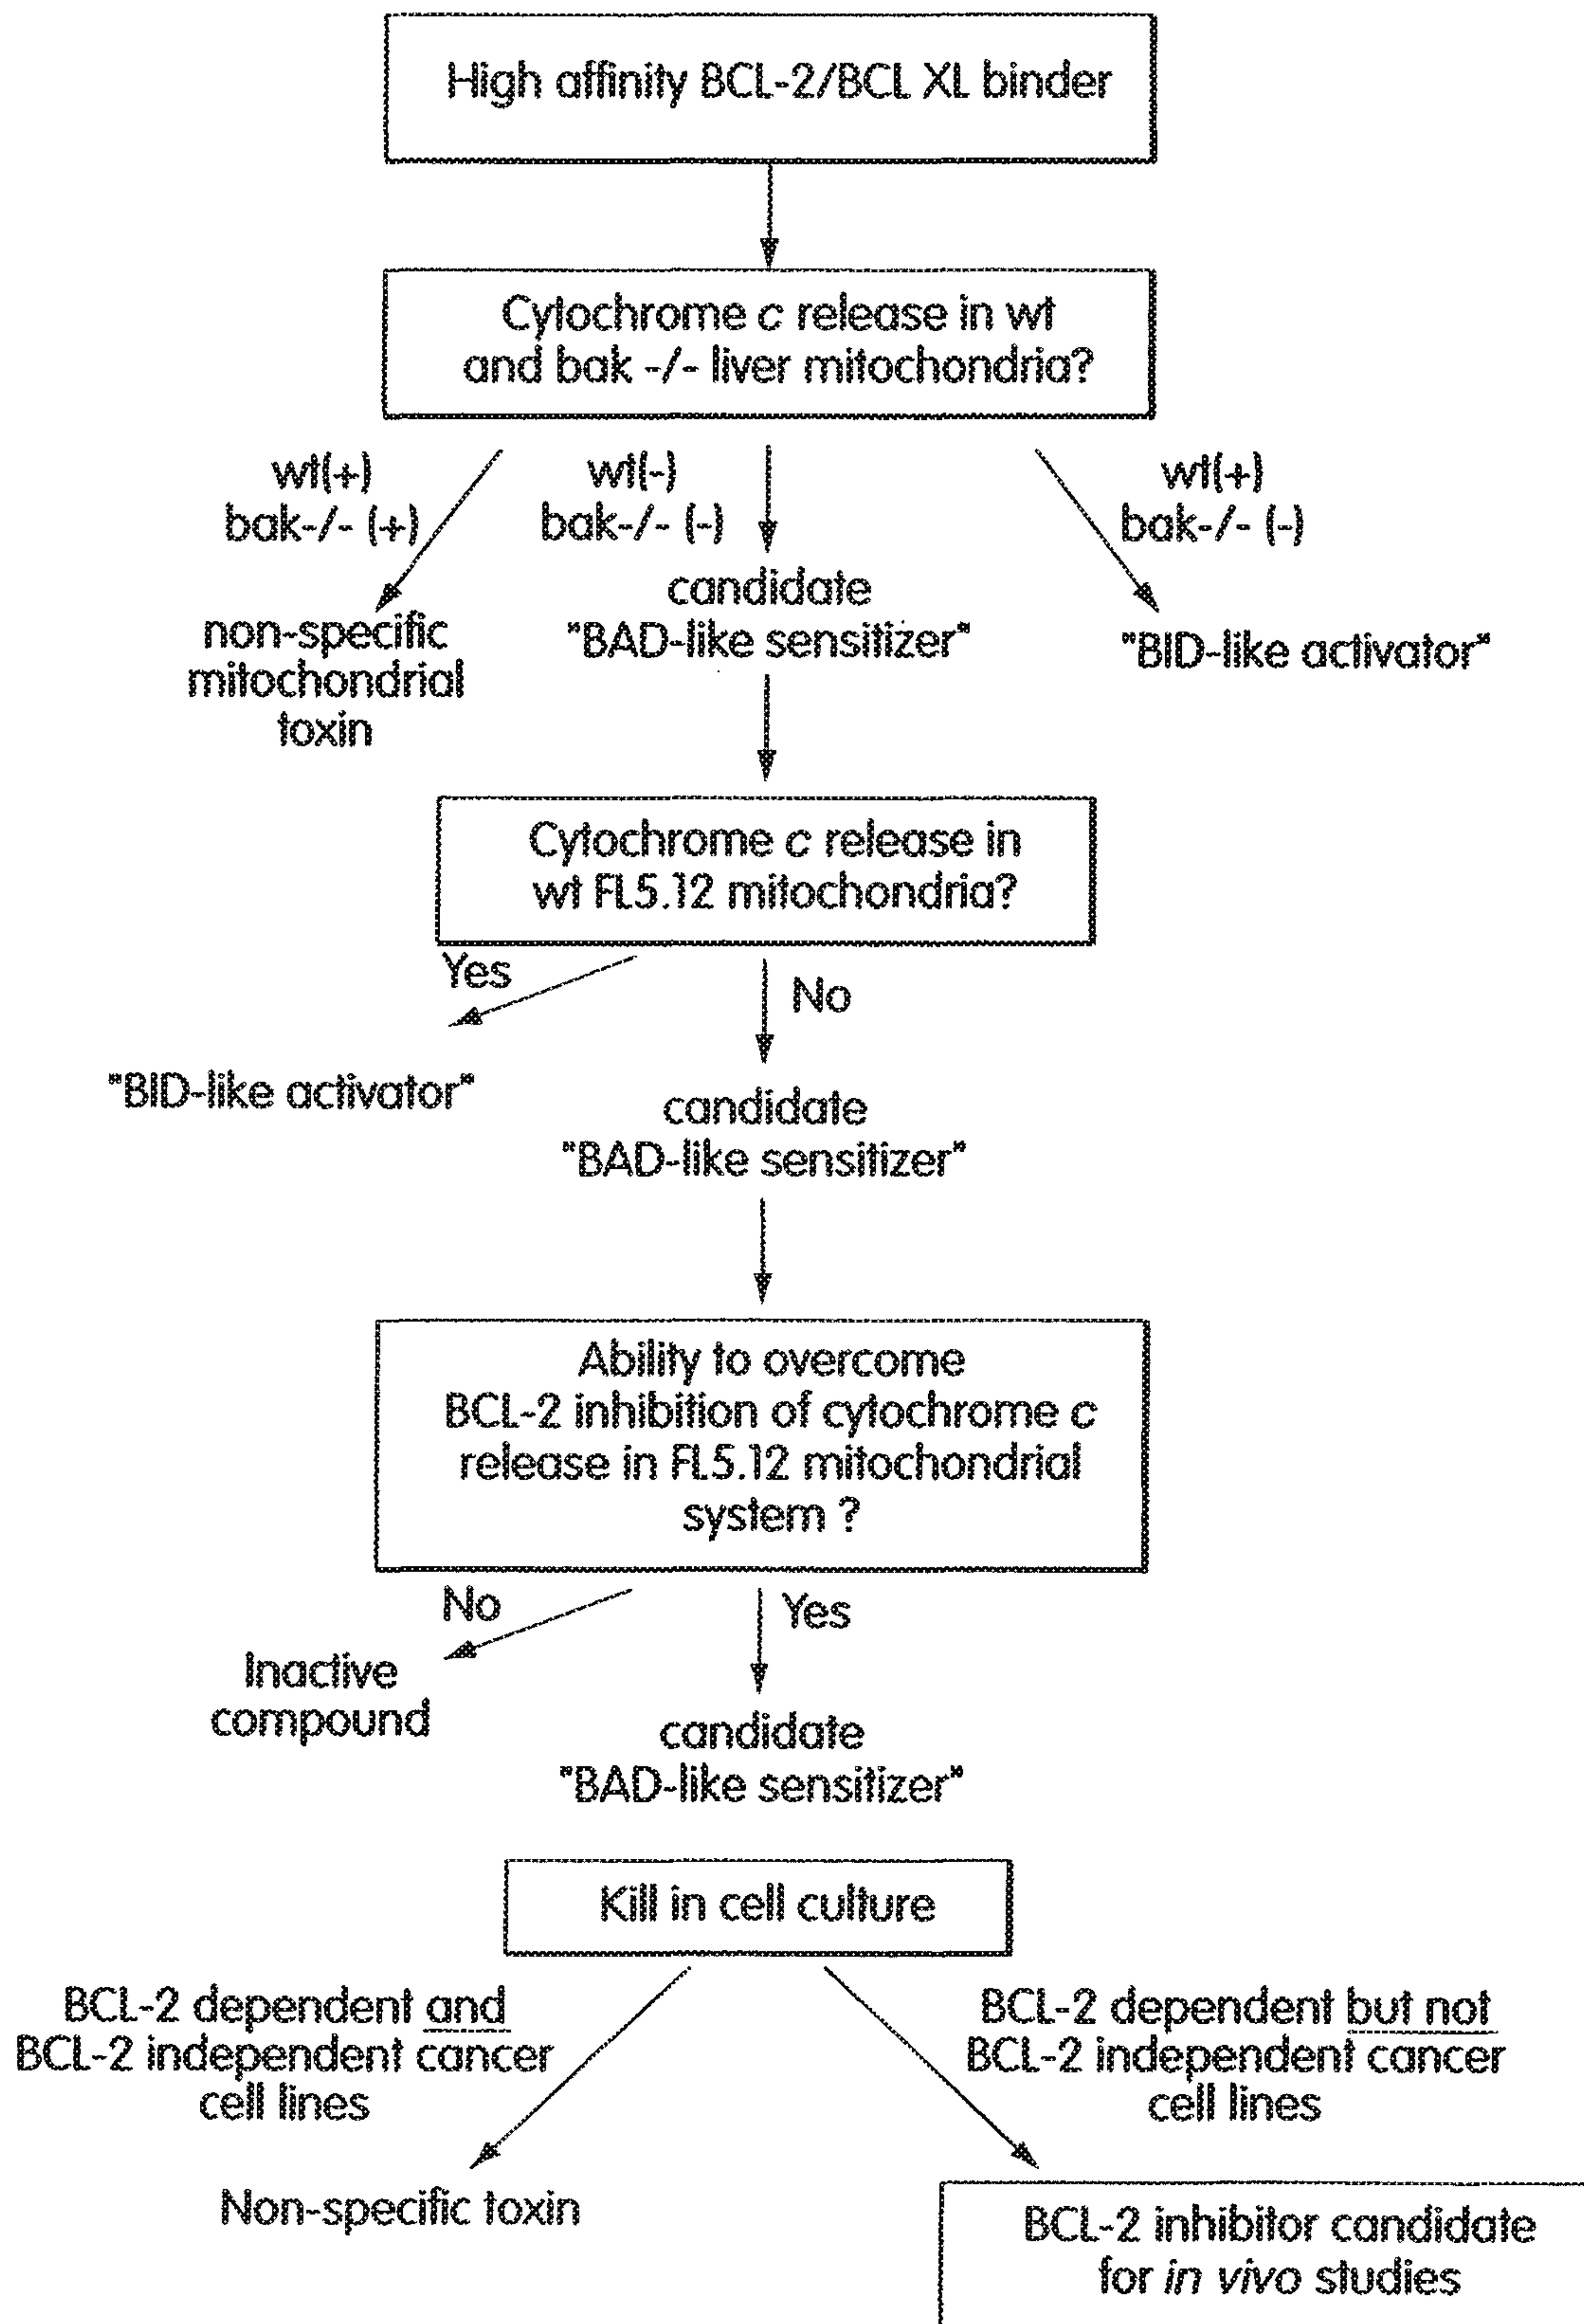 High affinity BCL-2/BCL XL binder
Cytochrome c release in wt
and bak -/- liver mitochondria?
wt(+)
bak-/- (+)
wt(-)
bak-/- (-)
wt(+)
bak-/- (-)
non-specific
mitochondrial
toxin
candidate
"BAD-like sensitizer"
"BID-like activator"
Cytochrome c release in
wt FL5.12 mitochondria?
Yes
No
"BID-like activator"
candidate
"BAD-like sensitizer"
Ability to overcome
BCL-2 inhibition of cytochrome c
release in FL5.12 mitochondrial
system ?
No
Yes
Inactive
compound
candidate
"BAD-like sensitizer"
Kill in cell culture
BCL-2 dependent and
BCL-2 independent cancer
cell lines
BCL-2 dependent but not
BCL-2 independent cancer
cell lines
Non-specific toxin
BCL-2 inhibitor candidate
for in vivo studies